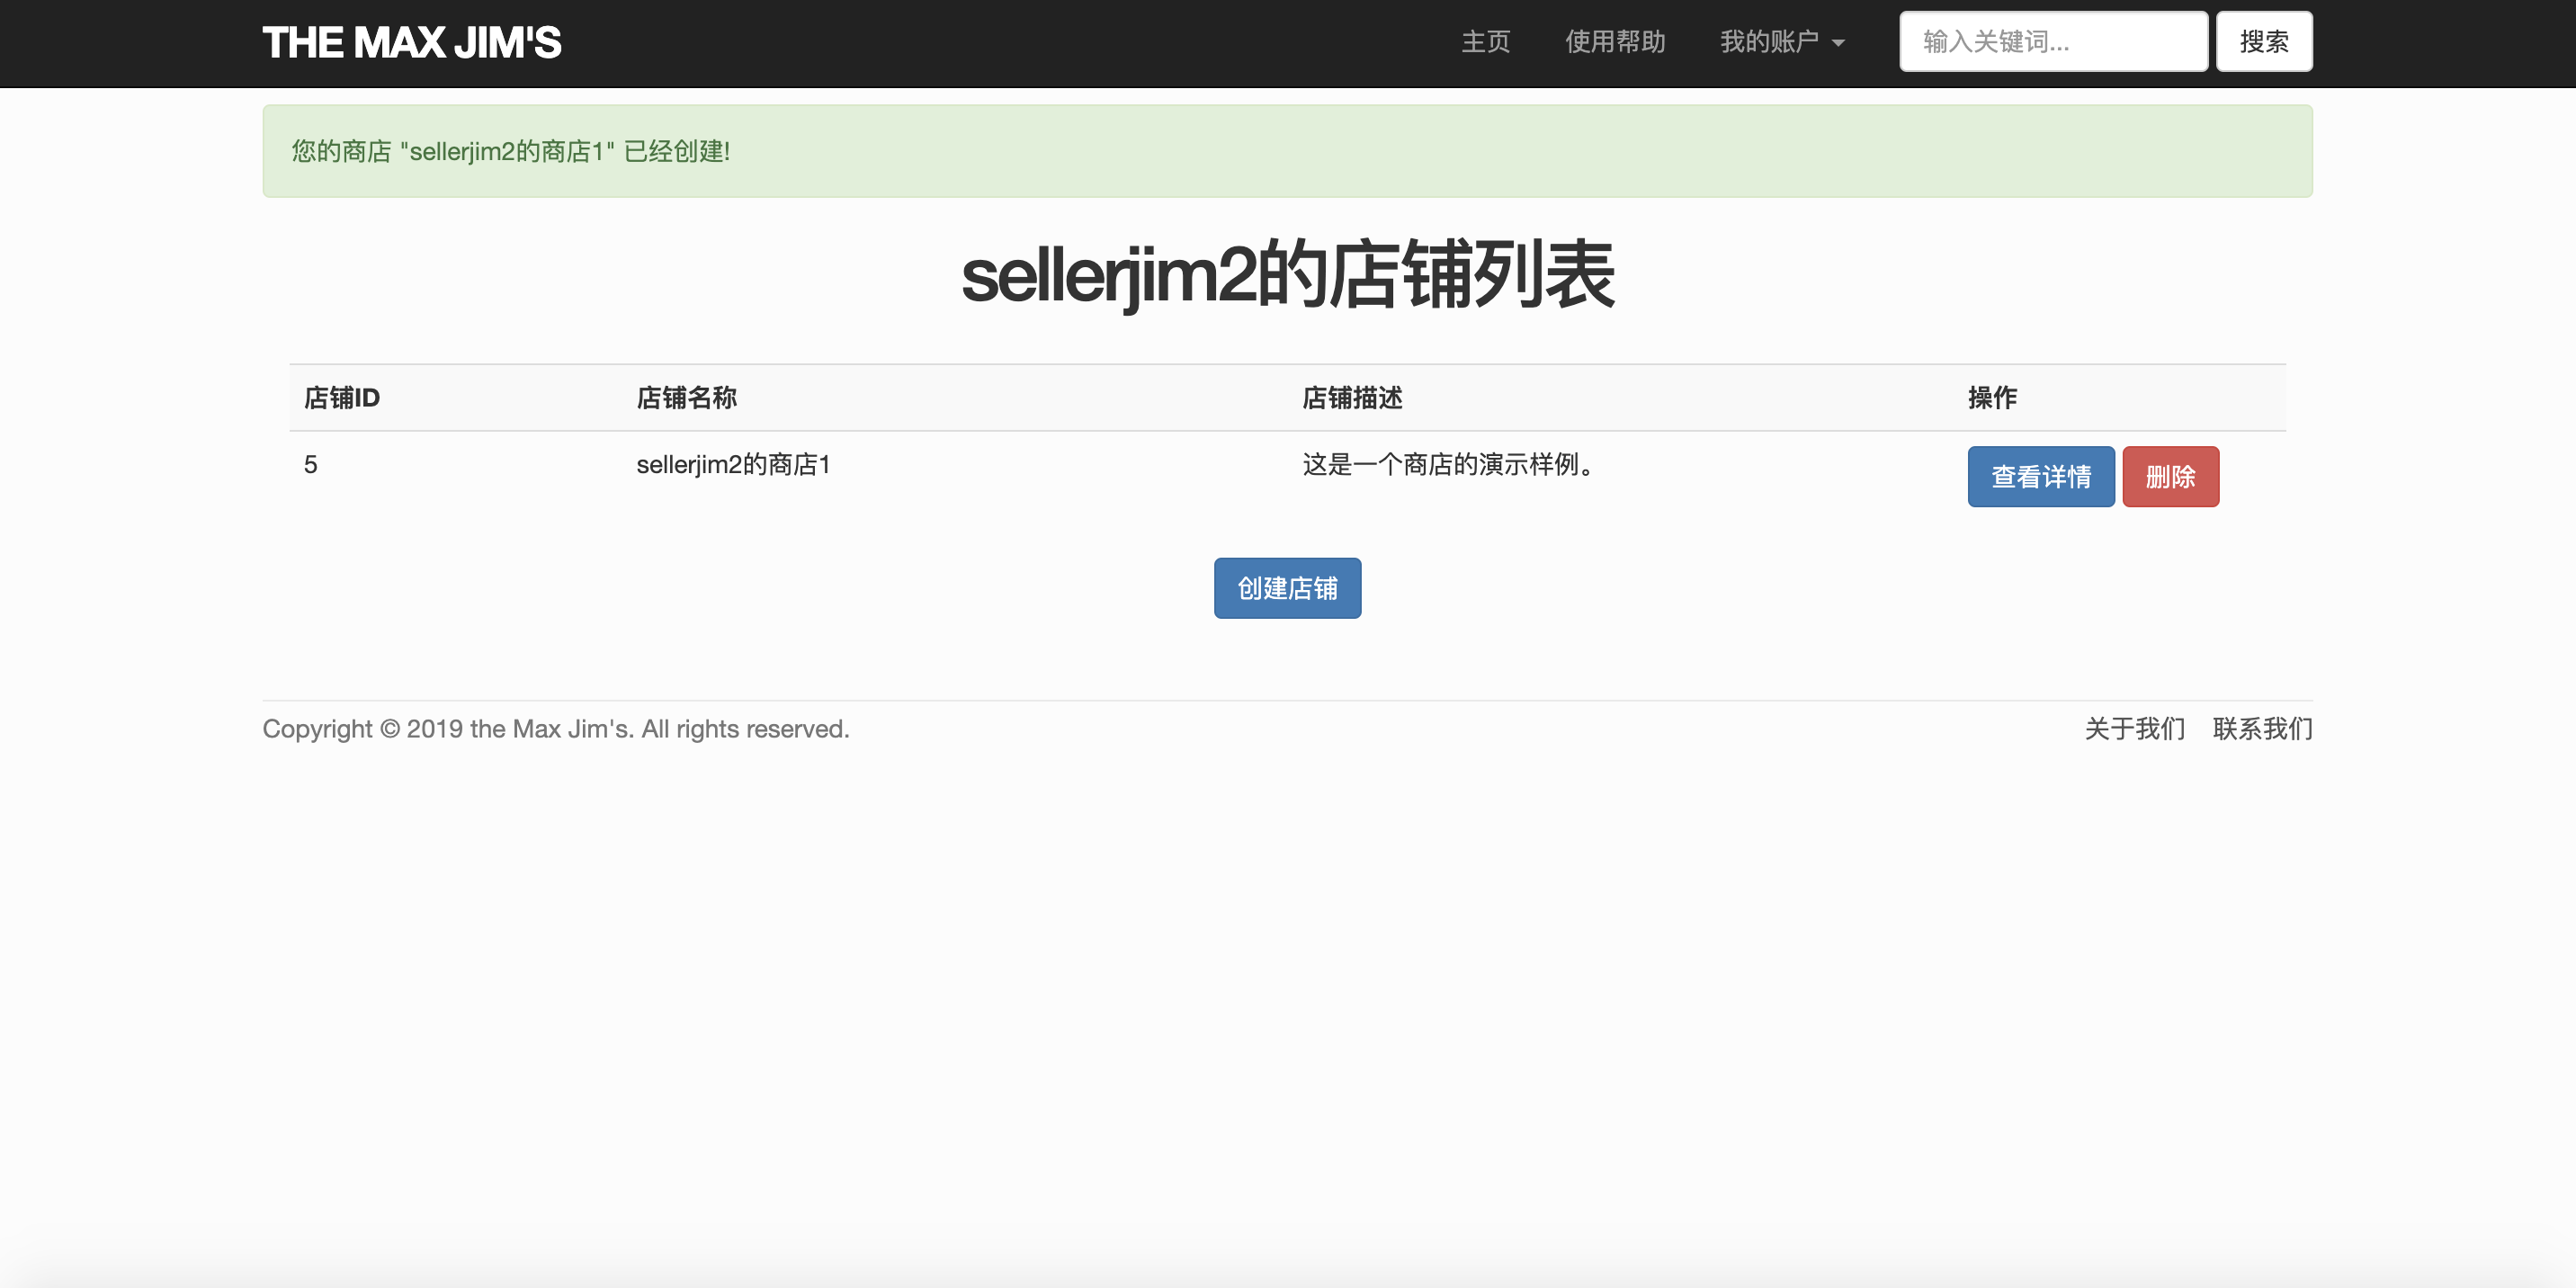 THE MAX JIM'S 主页 使用帮助 我的账户 输入关键词... 搜索
您的商店 "sellerjim2的商店1" 已经创建!
sellerjim2的店铺列表
店铺ID 店铺名称 店铺描述 操作
5 sellerjim2的商店1 这是一个商店的演示样例。 查看详情 删除
创建店铺
Copyright © 2019 the Max Jim's. All rights reserved. 关于我们 联系我们